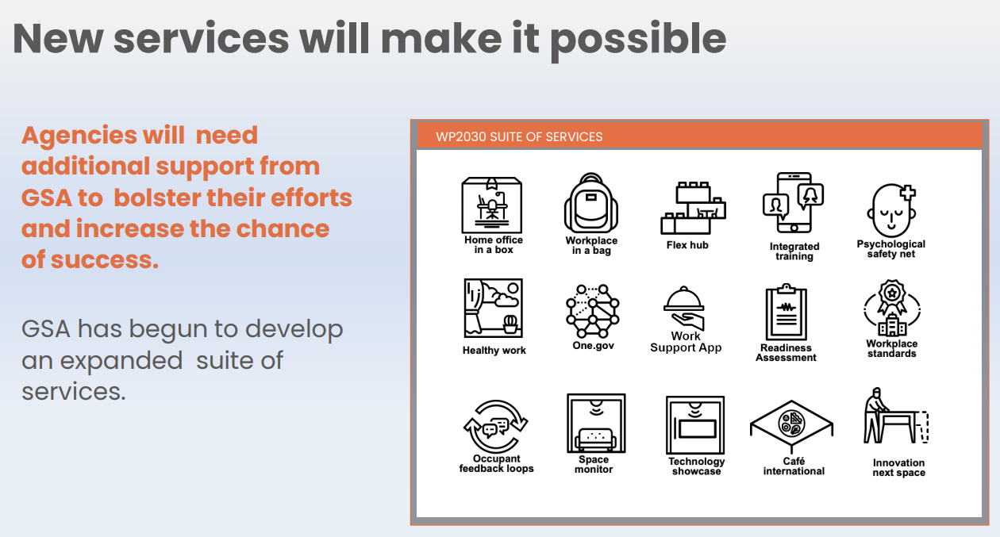 New services will make it possible
Agencies will need
additional support from
GSA to bolster their efforts
and increase the chance
of success.
GSA has begun to develop
an expanded suite of
services.
WP2030 SUITE OF SERVICES
Home office
in a box
Workplace
in a bag
Flex hub
Integrated
training
Psychological
safety net
Healthy work
One.gov
Work
Support App
Readiness
Assessment
Workplace
standards
Occupant
feedback loops
Space
monitor
Technology
showcase
Café
international
Innovation
next space